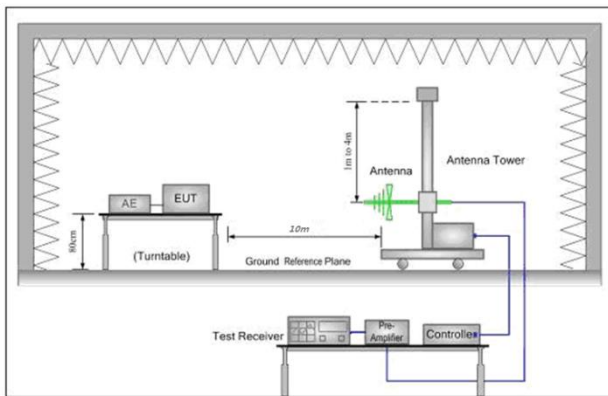 1m to 4m
Antenna
Antenna Tower
AE
EUT
80cm
(Turntable)
10m
Ground Reference Plane
Test Receiver
Pre-
Amplifier
Controller